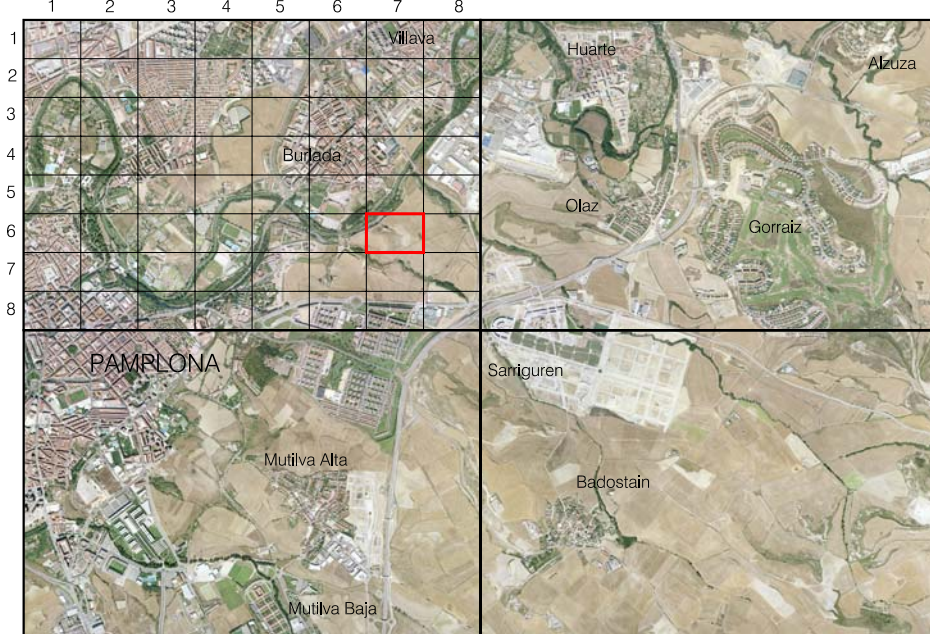 1 2 3 4 5 6 7 8
1
2
3
4
5
6
7
8
Villava
Burlada
Huarte
Alzuza
Olaz
Gorraiz
PAMPLONA
Mutilva Alta
Mutilva Baja
Sarriguren
Badostain